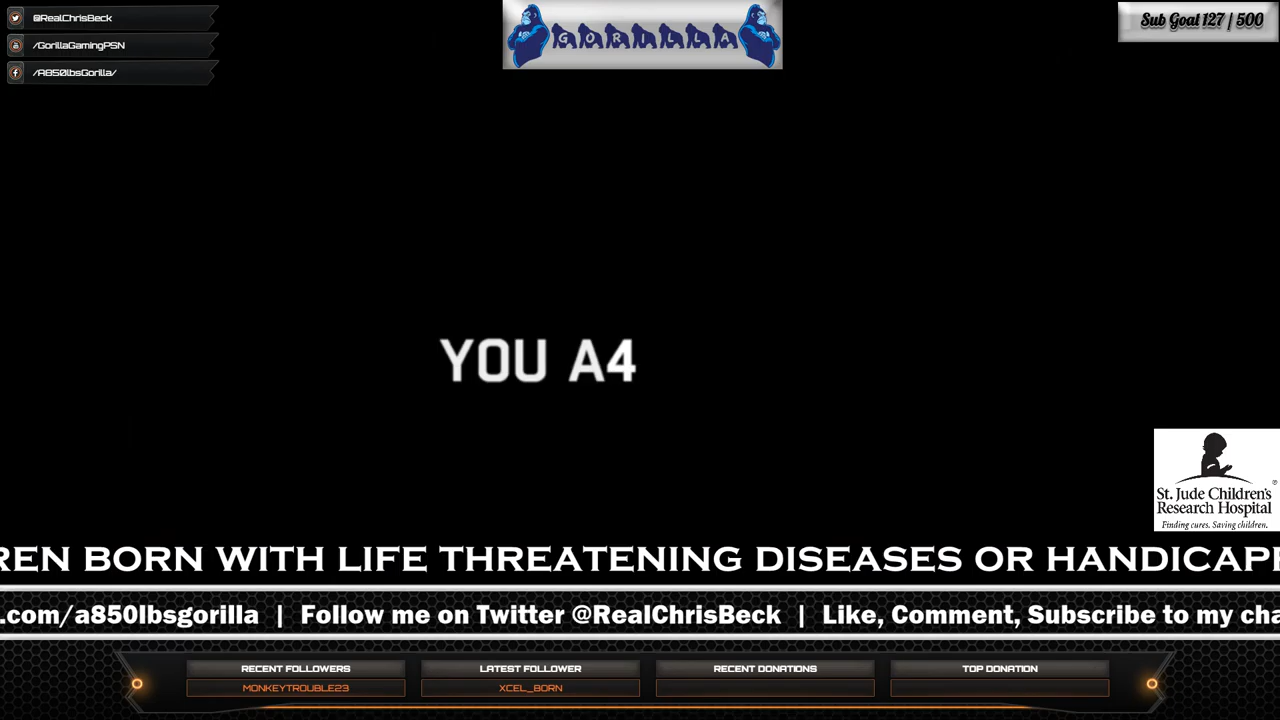 @RealChrisBeck
/GorillaGamingPSN
/A850lbsGorilla/
GORILLA
Sub Goal 127 / 500
YOU A4
St. Jude Children's
Research Hospital
Finding cures. Saving children.
REN BORN WITH LIFE THREATENING DISEASES OR HANDICAPE
.com/a850lbsgorilla | Follow me on Twitter @RealChrisBeck | Like, Comment, Subscribe to my cha
RECENT FOLLOWERS
MONKEYTROUBLE23
LATEST FOLLOWER
XCEL_BORN
RECENT DONATIONS
TOP DONATION